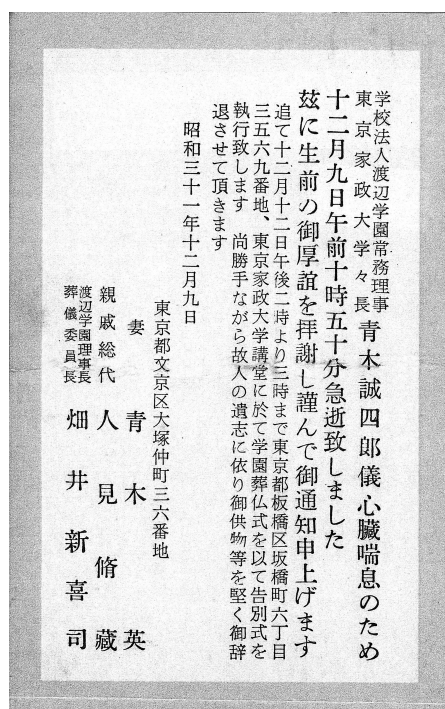 学校法人渡辺学園常務理事
東京家政大学々長
青木誠四郎儀心臓喘息のため
十二月九日午前十時五十分急逝致しました
茲に生前の御厚誼を拝謝し謹んで御通知申上げます
追て十二月十二日午後二時より三時まで東京都板橋区坂橋町六丁目
三五六九番地、東京家政大学講堂に於て学園葬仏式を以て告別式を
執行致します 尚勝手ながら故人の遺志に依り御供物等を堅く御辞
退させて頂きます
昭和三十一年十二月九日
東京都文京区大塚仲町三六番地
妻 青木英
親戚総代 人見脩藏
渡辺学園理事長
葬儀委員長
畑井新喜司